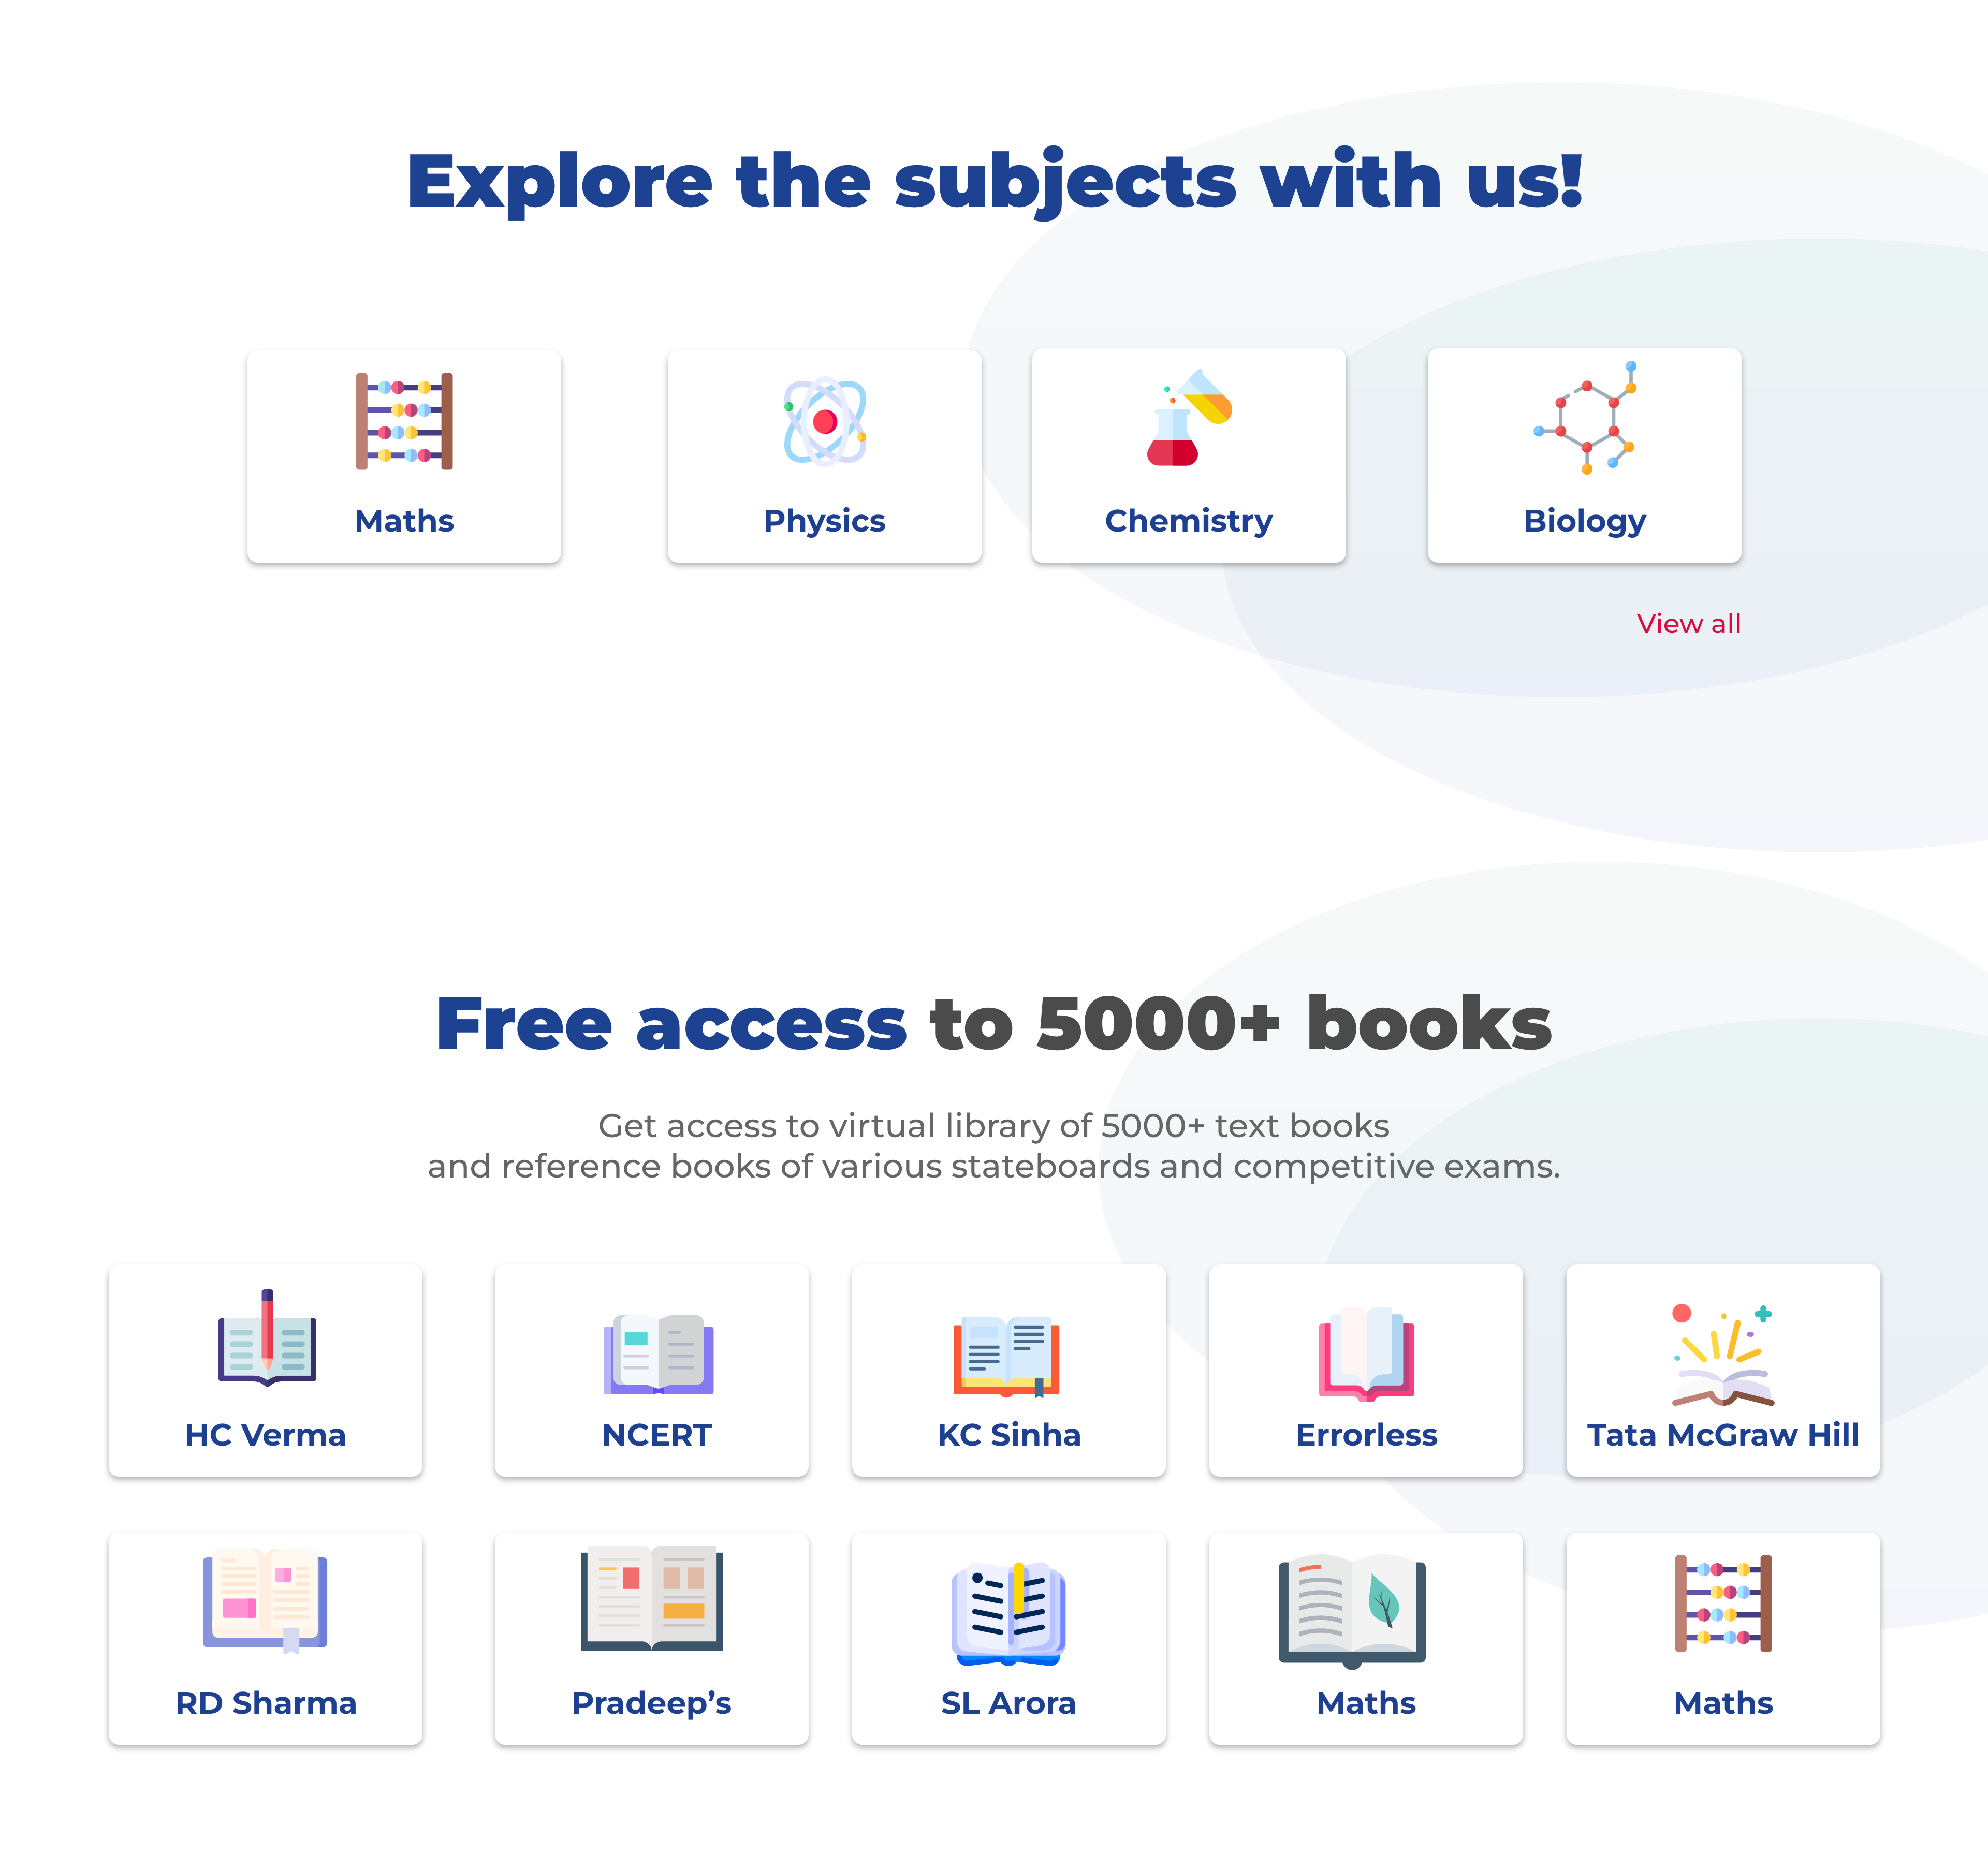 Explore the subjects with us!
Maths
Physics
Chemistry
Biology
View all
Free access to 5000+ books
Get access to virtual library of 5000+ text books
and reference books of various stateboards and competitive exams.
HC Verma
NCERT
KC Sinha
Errorless
Tata McGraw Hill
RD Sharma
Pradeep’s
SL Arora
Maths
Maths